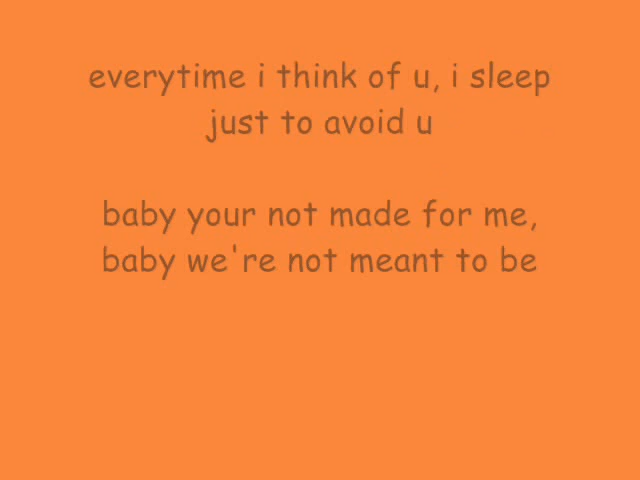 everytime i think of u, i sleep
just to avoid u
baby your not made for me,
baby we're not meant to be